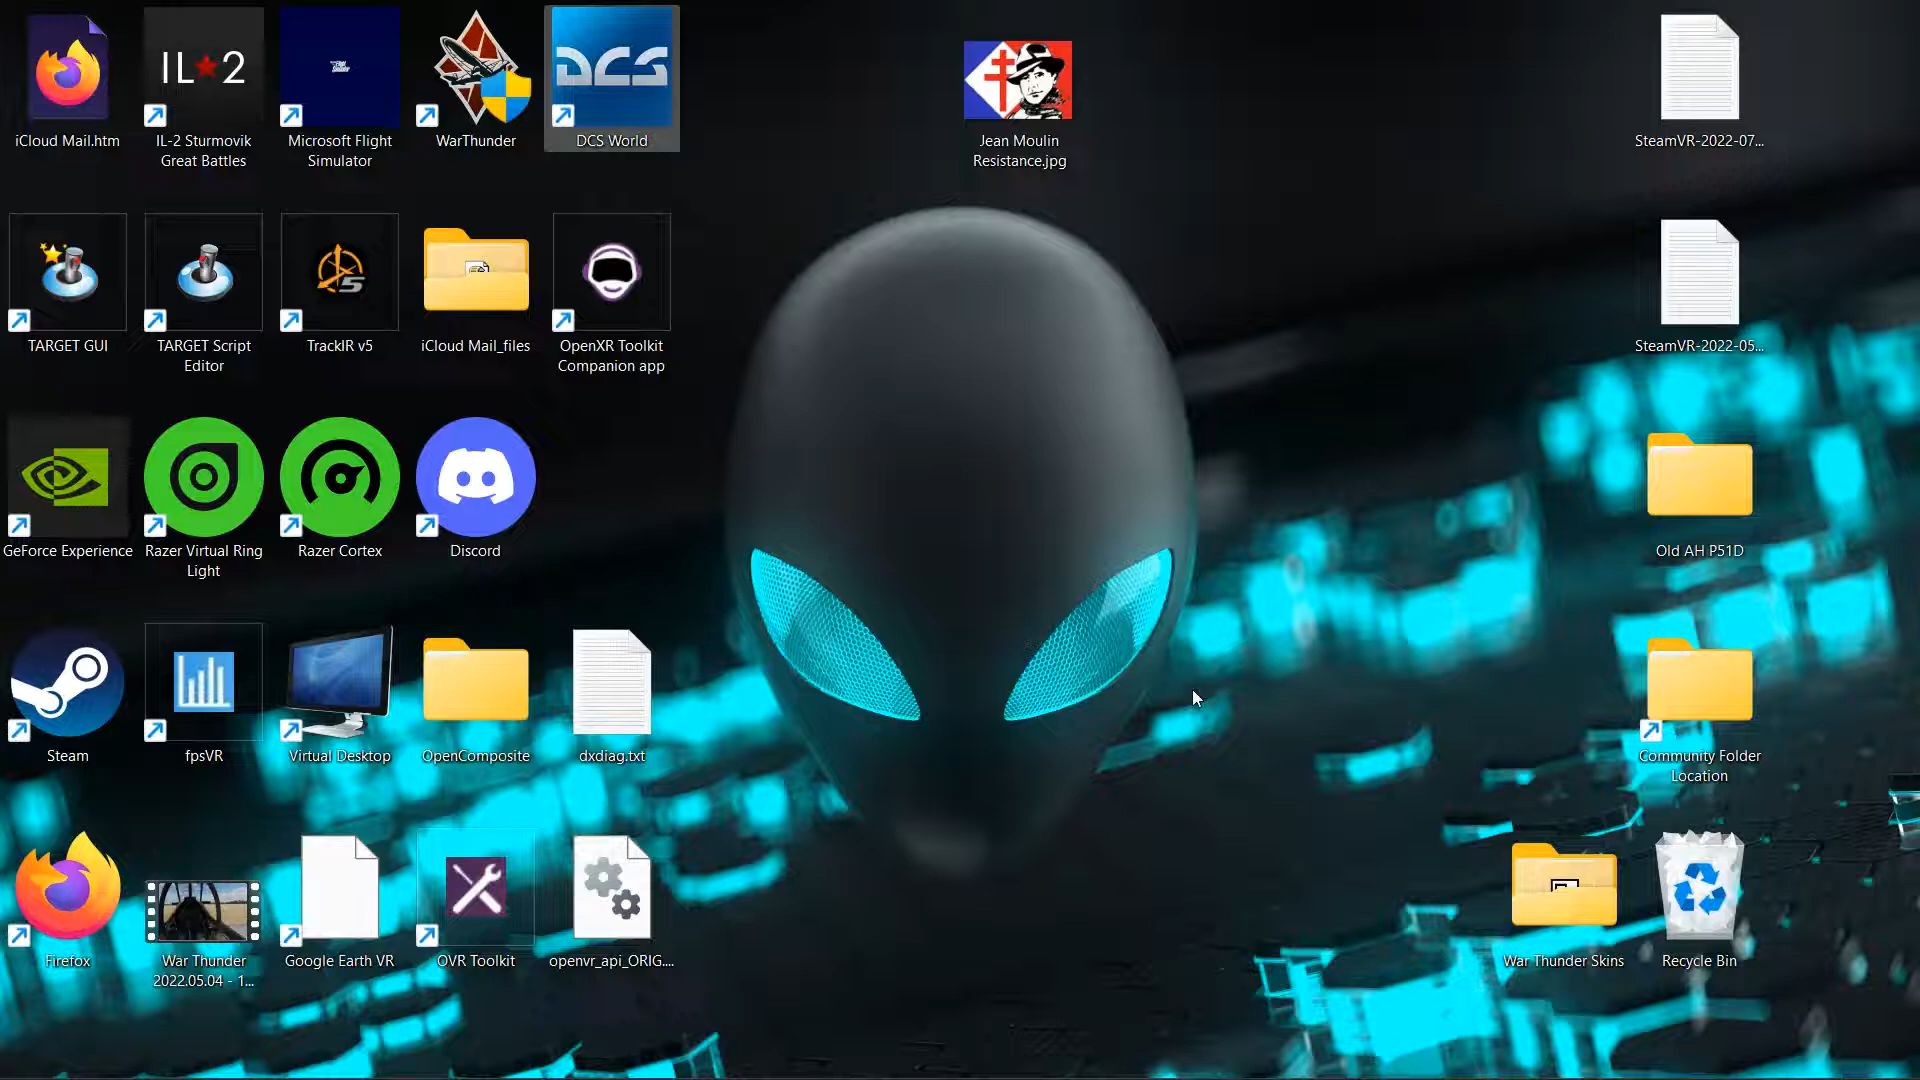 IL★2
DCS
iCloud Mail.htm
IL-2 Sturmovik
Great Battles
Microsoft Flight
Simulator
WarThunder
DCS World
Jean Moulin
Resistance.jpg
SteamVR-2022-07...
5
TARGET GUI
TARGET Script
Editor
TrackIR v5
iCloud Mail_files
OpenXR Toolkit
Companion app
SteamVR-2022-05...
GeForce Experience
Razer Virtual Ring
Light
Razer Cortex
Discord
Old AH P51D
Steam
fpsVR
Virtual Desktop
OpenComposite
dxdiag.txt
Community Folder
Location
Firefox
War Thunder
2022.05.04 - 1...
Google Earth VR
OVR Toolkit
openvr_api_ORIG....
War Thunder Skins
Recycle Bin